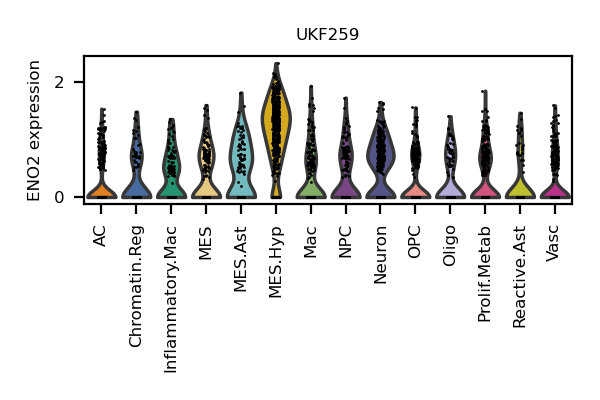 UKF259
ENO2 expression
2
0
AC
Chromatin.Reg
Inflammatory.Mac
MES
MES.Ast
MES.Hyp
Mac
NPC
Neuron
OPC
Oligo
Prolif.Metab
Reactive.Ast
Vasc